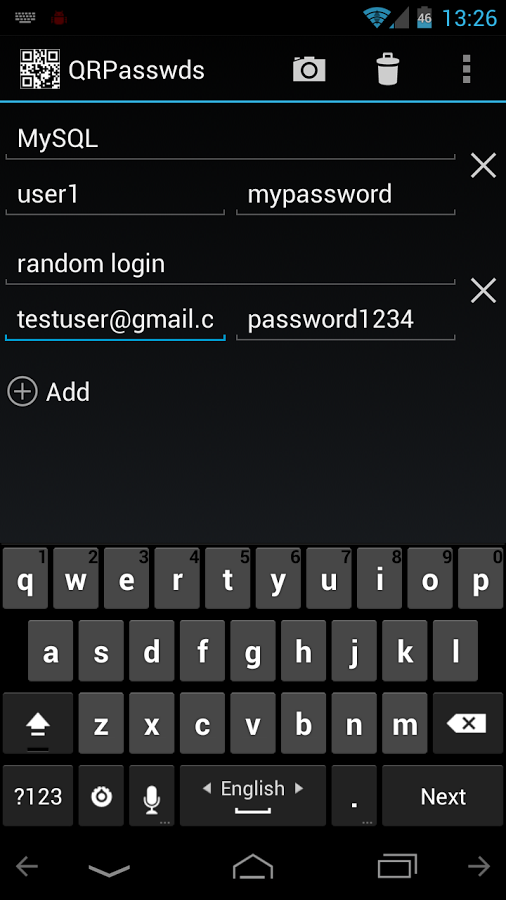 46 13:26
QRPasswds
MySQL
user1 mypassword
random login
testuser@gmail.c password1234
Add
1 2 3 4 5 6 7 8 9 0
q w e r t y u i o p
a s d f g h j k l
z x c v b n m
?123 English . Next